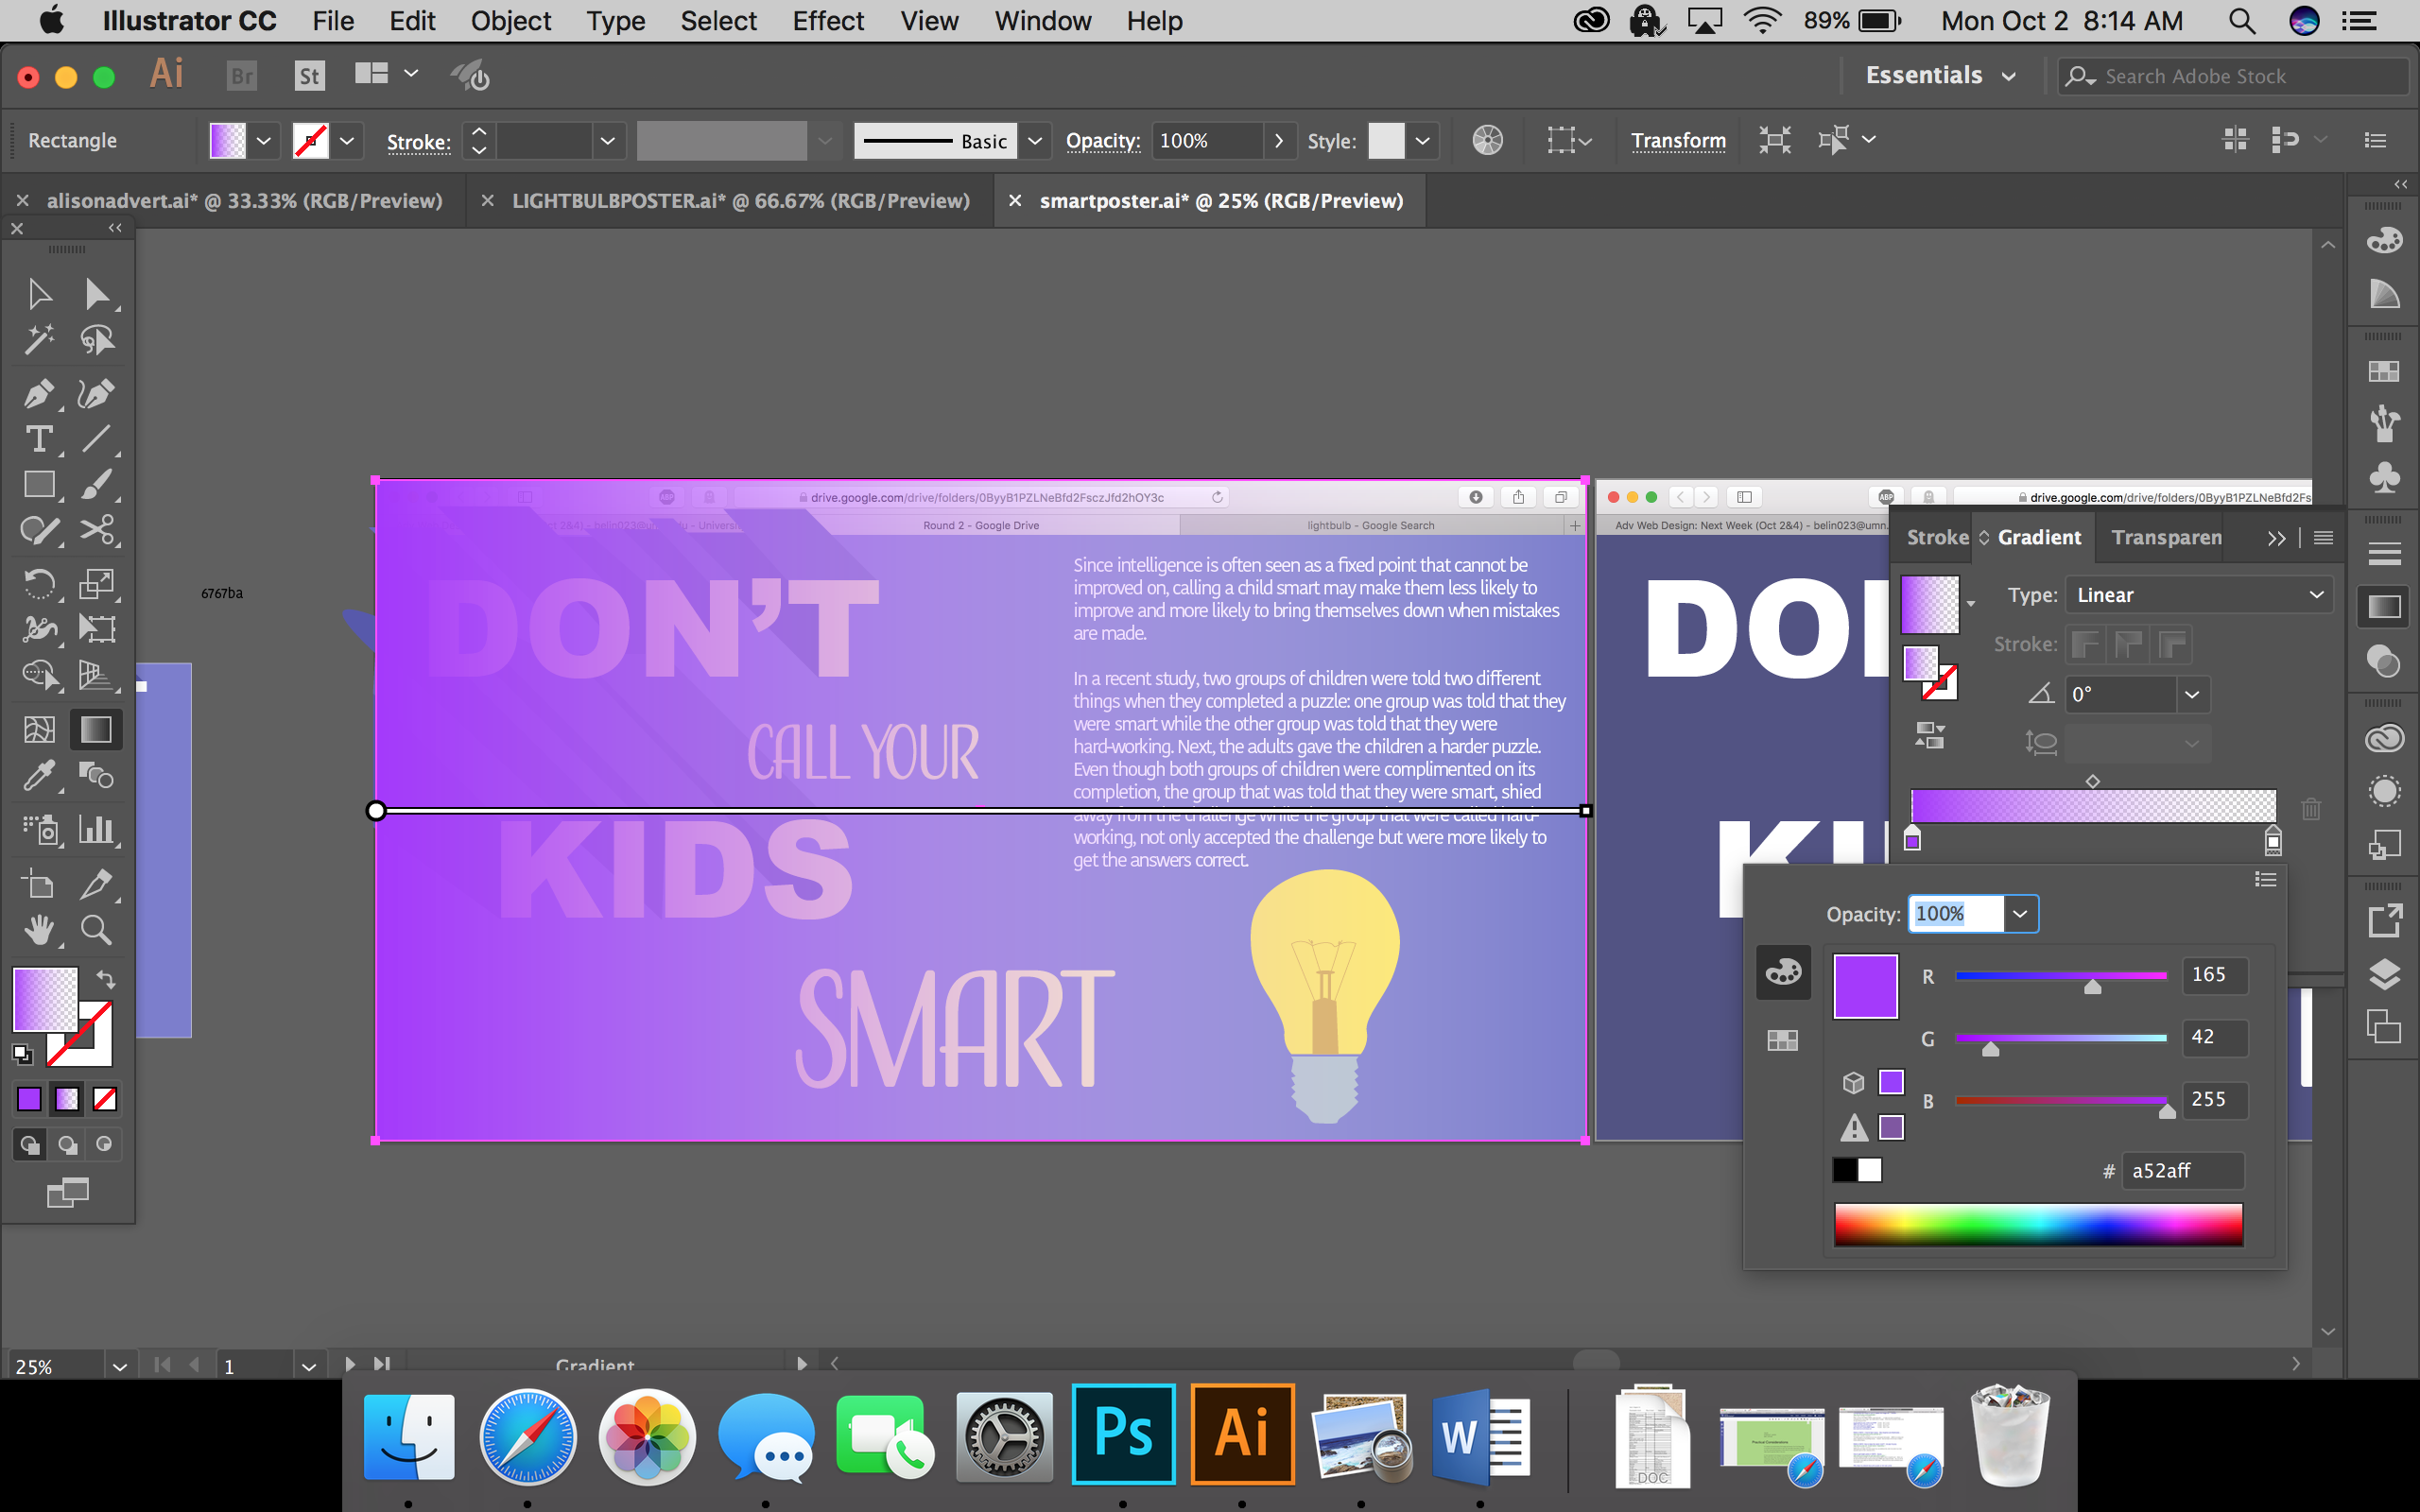 Illustrator CC File Edit Object Type Select Effect View Window Help 89% Mon Oct 2 8:14 AM
Ai Br St Essentials Search Adobe Stock
Rectangle Stroke: Basic Opacity: 100% Style: Transform
alisonadvert.ai* @ 33.33% (RGB/Preview) LIGHTBULBPOSTER.ai* @ 66.67% (RGB/Preview) smartposter.ai* @ 25% (RGB/Preview)
6767ba
drive.google.com/drive/folders/0ByyB1PZLNeBfd2FsczJfd2hOY3c
Round 2 - Google Drive
lightbulb - Google Search
DON'T
CALL YOUR
KIDS
SMART
Since intelligence is often seen as a fixed point that cannot be
improved on, calling a child smart may make them less likely to
improve and more likely to bring themselves down when mistakes
are made.
In a recent study, two groups of children were told two different
things when they completed a puzzle: one group was told that they
were smart while the other group was told that they were
hard-working. Next, the adults gave the children a harder puzzle.
Even though both groups of children were complimented on its
completion, the group that was told that they were smart, shied
away from the challenge while the group that were called hard-
working, not only accepted the challenge but were more likely to
get the answers correct.
ABP drive.google.com/drive/folders/0ByyB1PZLNeBfd2Fs
Adv Web Design: Next Week (Oct 2&4) - belin023@umn.
DON
KI
Stroke Gradient Transparen
Type: Linear
Stroke:
0°
Opacity: 100%
R 165
G 42
B 255
# a52aff
25% 1 Gradient
Ps Ai W DOC